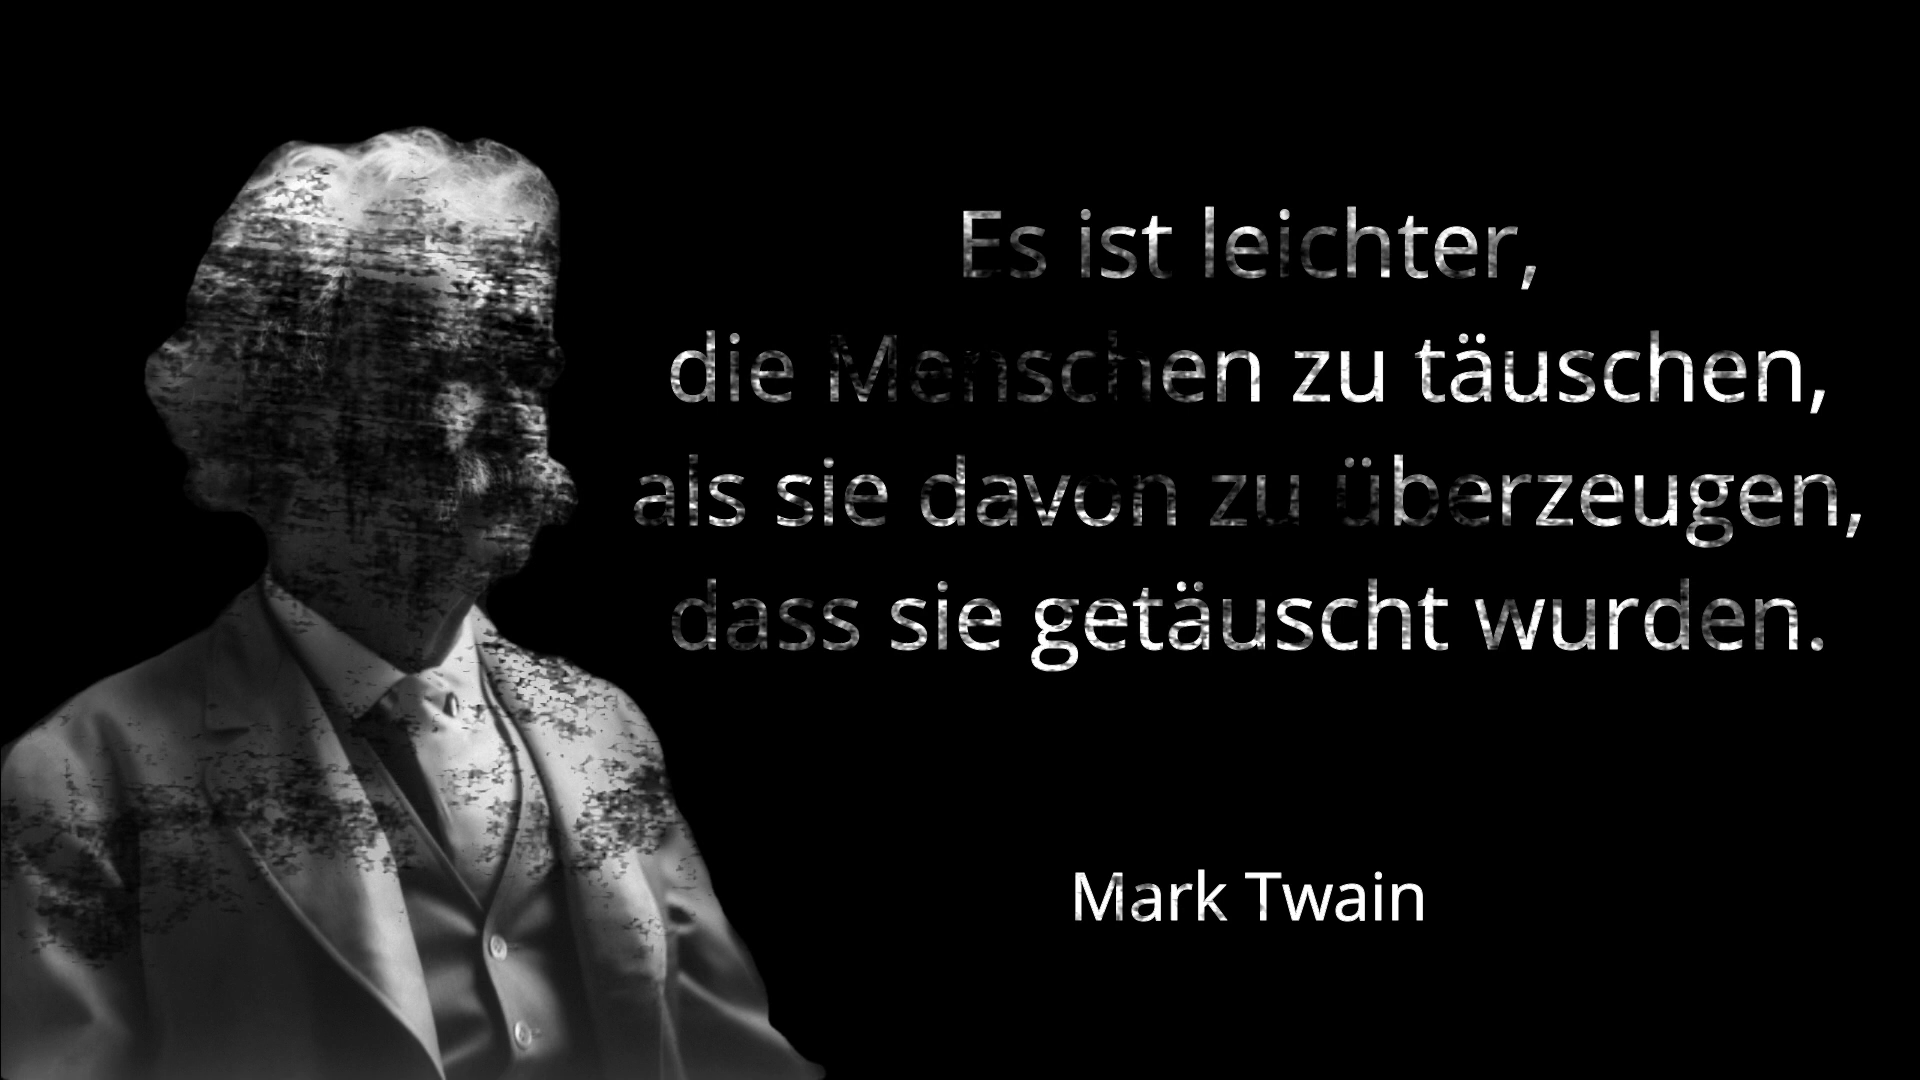 Es ist leichter,
die Menschen zu täuschen,
als sie davon zu überzeugen,
dass sie getäuscht wurden.
Mark Twain